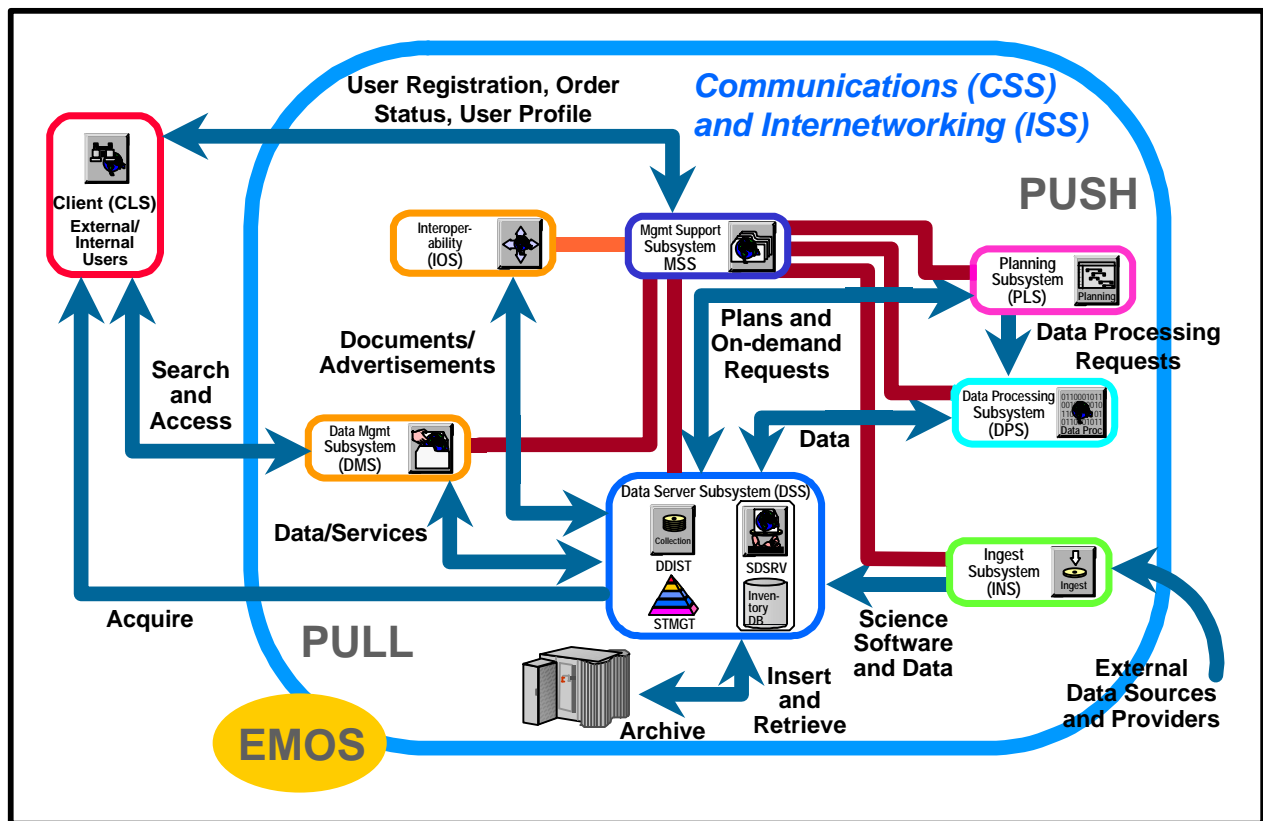 User Registration, Order
Status, User Profile
Communications (CSS)
and Internetworking (ISS)
PUSH
Client (CLS)
External/
Internal
Users
Interoper-
ability
(IOS)
Mgmt Support
Subsystem
MSS
Planning
Subsystem
(PLS)
Planning
Documents/
Advertisements
Plans and
On-demand
Requests
Data Processing
Requests
Search
and
Access
Data Mgmt
Subsystem
(DMS)
Data
Data Processing
Subsystem
(DPS)
Data Proc
Data/Services
Data Server Subsystem (DSS)
Collection
DDIST
SDSRV
STMGT
Inven-
tory
DB
Ingest
Subsystem
(INS)
Ingest
Acquire
PULL
Science
Software
and Data
External
Data Sources
and Providers
Insert
and
Retrieve
Archive
EMOS